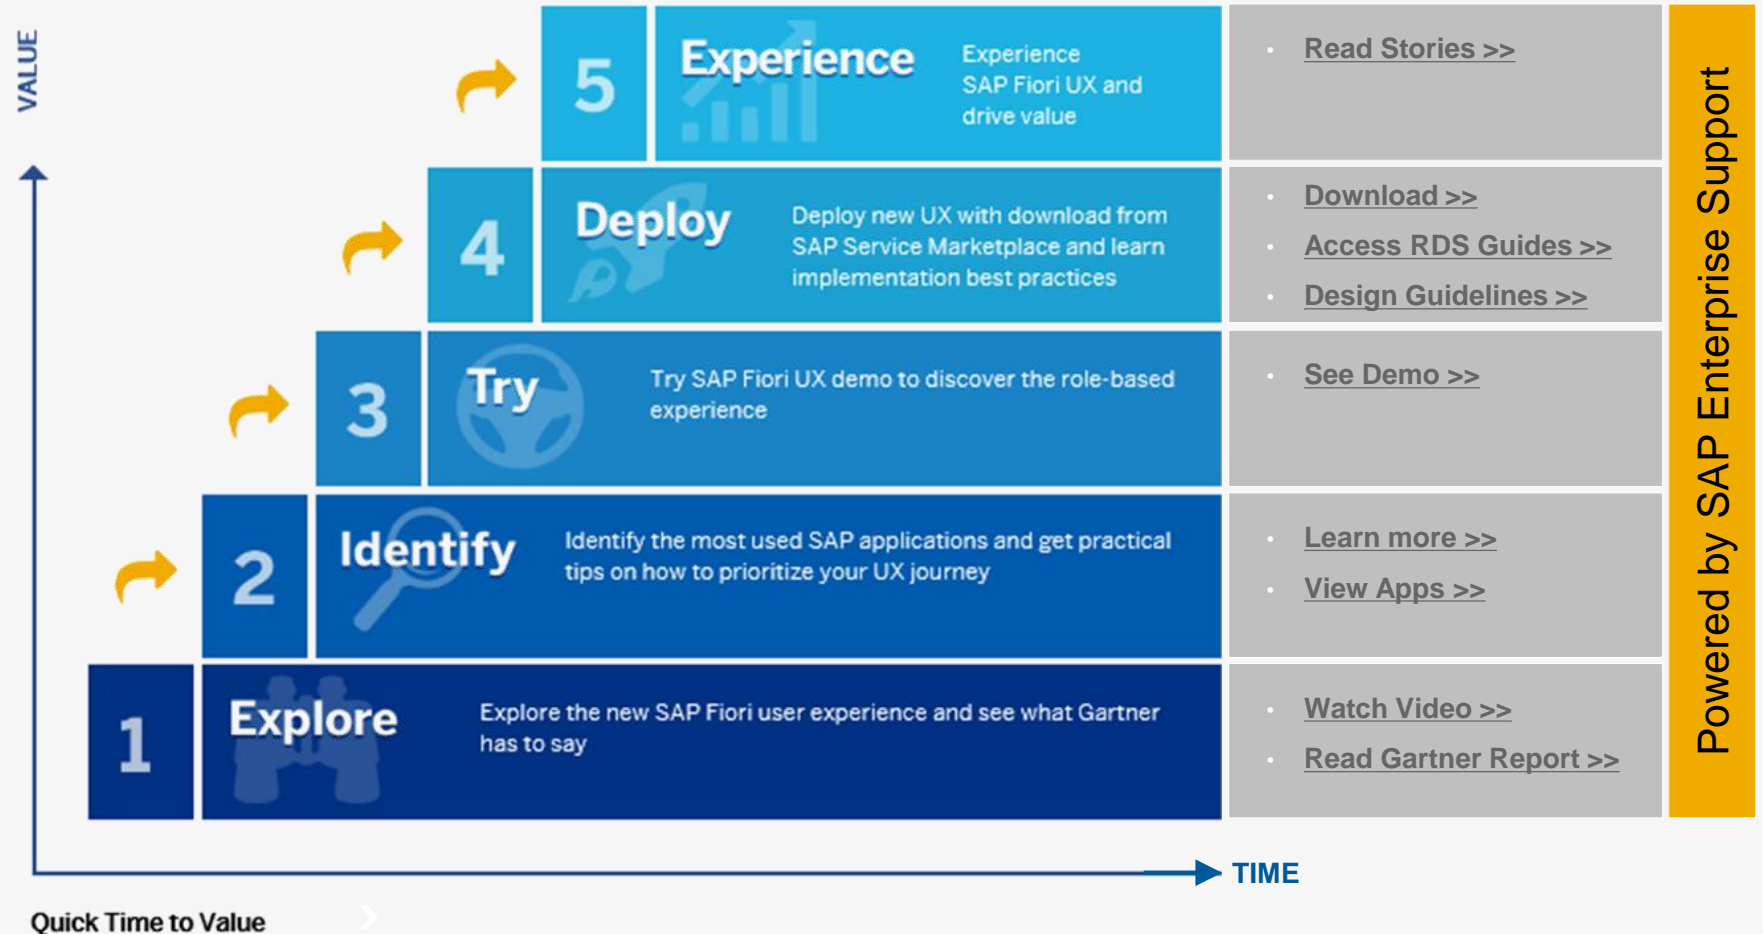 VALUE
5
Experience
Experience
SAP Fiori UX and
drive value
Read Stories >>
4
Deploy
Deploy new UX with download from
SAP Service Marketplace and learn
implementation best practices
Download >>
Access RDS Guides >>
Design Guidelines >>
3
Try
Try SAP Fiori UX demo to discover the role-based
experience
See Demo >>
2
Identify
Identify the most used SAP applications and get practical
tips on how to prioritize your UX journey
Learn more >>
View Apps >>
1
Explore
Explore the new SAP Fiori user experience and see what Gartner
has to say
Watch Video >>
Read Gartner Report >>
Powered by SAP Enterprise Support
TIME
Quick Time to Value